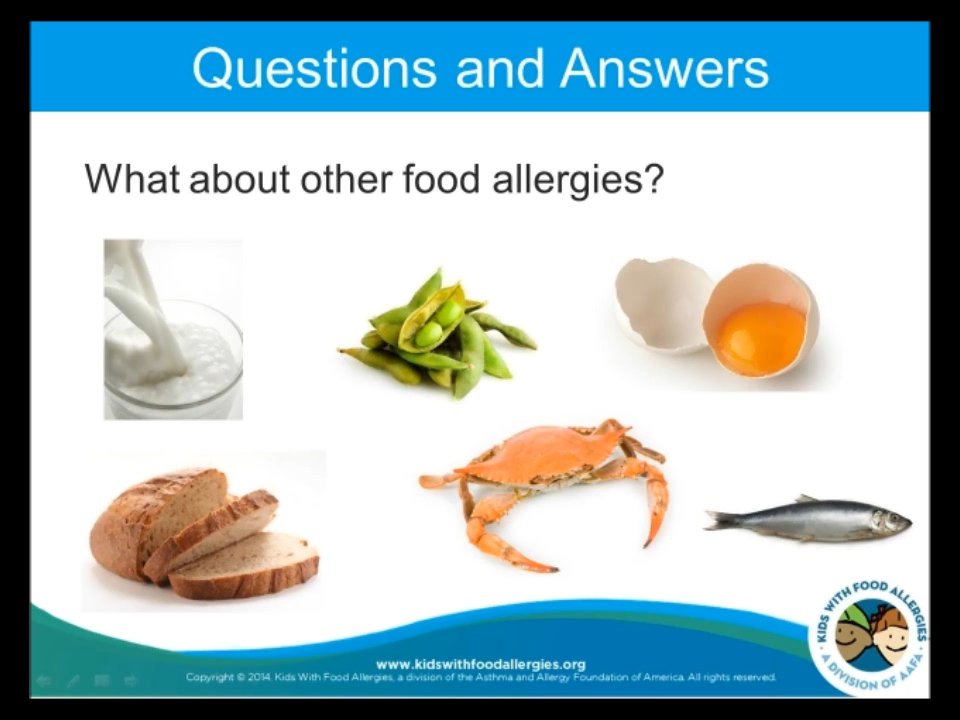 Questions and Answers
What about other food allergies?
KIDS WITH FOOD ALLERGIES
A DIVISION OF AAFA
www.kidswithfoodallergies.org
Copyright © 2014. Kids With Food Allergies, a division of the Asthma and Allergy Foundation of America. All rights reserved.